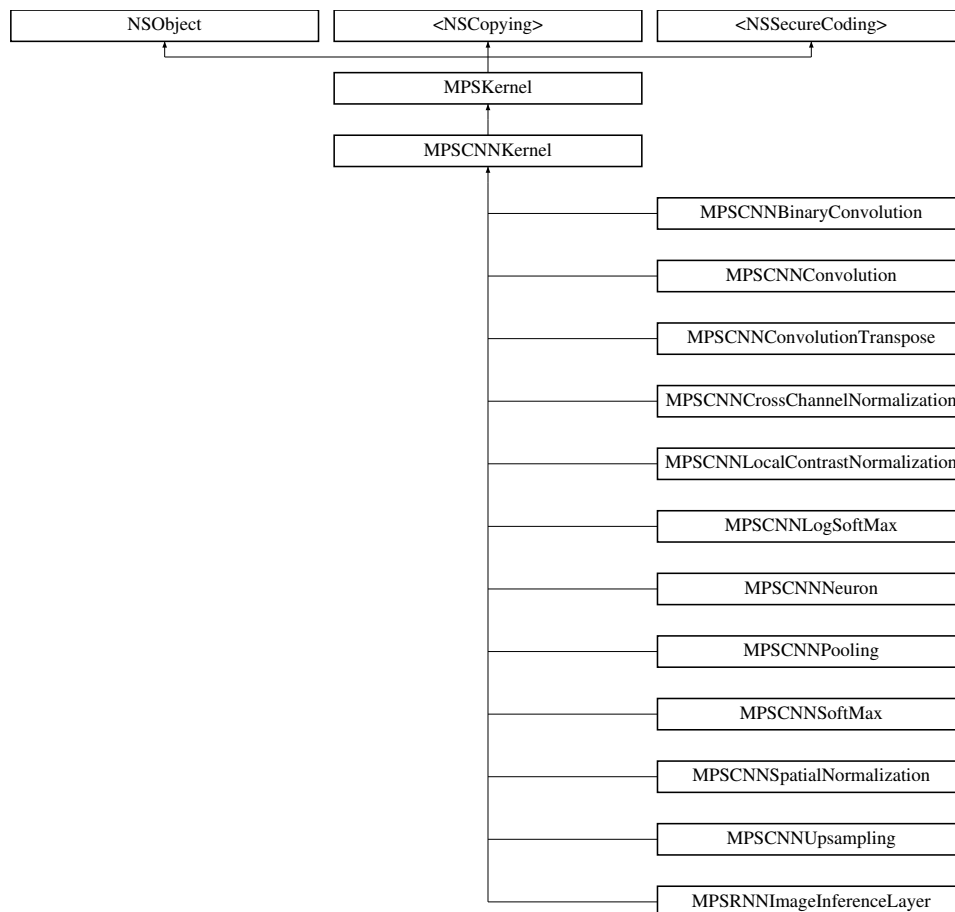 NSObject
<NSCopying>
<NSSecureCoding>
MPSKernel
MPSCNNKernel
MPSCNNBinaryConvolution
MPSCNNConvolution
MPSCNNConvolutionTranspose
MPSCNNCrossChannelNormalization
MPSCNNLocalContrastNormalization
MPSCNNLogSoftMax
MPSCNNNeuron
MPSCNNPooling
MPSCNNSoftMax
MPSCNNSpatialNormalization
MPSCNNUpsampling
MPSRNNImageInferenceLayer